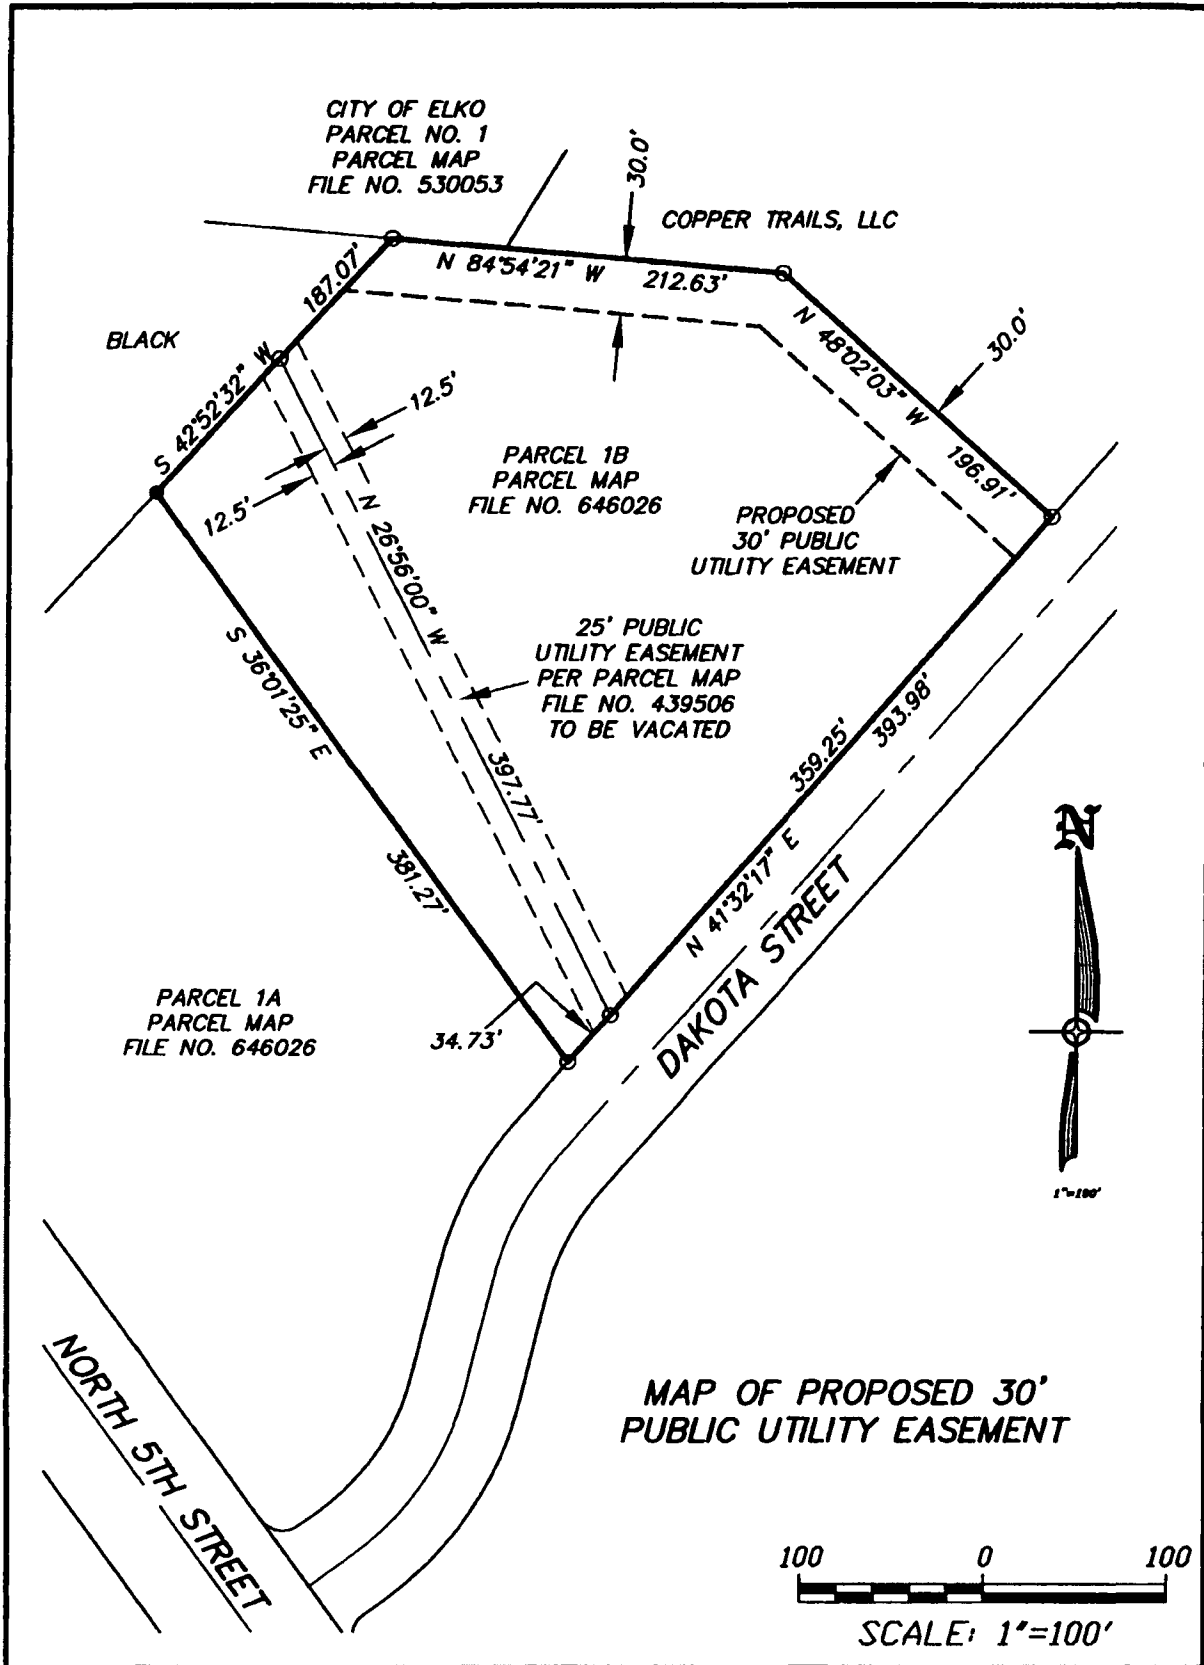 CITY OF ELKO
PARCEL NO. 1
PARCEL MAP
FILE NO. 530053
30.0'
COPPER TRAILS, LLC
N 84°54'21" W 212.63'
187.07'
BLACK
S 42°52'32" W
N 48°02'03" W 196.91'
30.0'
12.5'
12.5'
PARCEL 1B
PARCEL MAP
FILE NO. 646026
PROPOSED
30' PUBLIC
UTILITY EASEMENT
N 26°56'00" W
397.77'
25' PUBLIC
UTILITY EASEMENT
PER PARCEL MAP
FILE NO. 439506
TO BE VACATED
S 36°01'25" E
381.27'
359.25'
393.98'
N 41°32'17" E
DAKOTA STREET
N
1"=100'
PARCEL 1A
PARCEL MAP
FILE NO. 646026
34.73'
NORTH 5TH STREET
MAP OF PROPOSED 30'
PUBLIC UTILITY EASEMENT
100 0 100
SCALE: 1"=100'